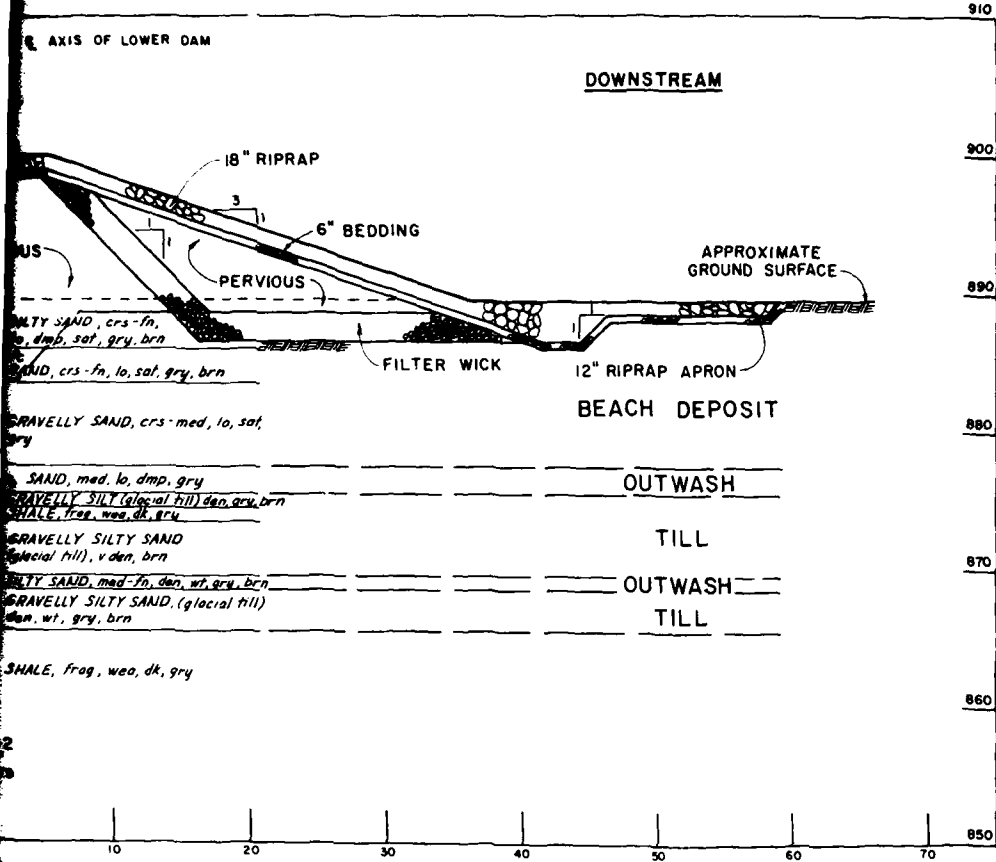 910
℄ AXIS OF LOWER DAM
DOWNSTREAM
900
18" RIPRAP
3
1
6" BEDDING
1
1
US
PERVIOUS
APPROXIMATE
GROUND SURFACE
890
SILTY SAND, crs-fn,
lo, dmp, sat, gry, brn
1
FILTER WICK
12" RIPRAP APRON
SAND, crs-fn, lo, sat, gry, brn
BEACH DEPOSIT
GRAVELLY SAND, crs-med, lo, sat,
gry
880
SAND, med, lo, dmp, gry
OUTWASH
GRAVELLY SILT (glacial till) den, gry, brn
SHALE, frag, wea, dk, gry
GRAVELLY SILTY SAND
(glacial till), v den, brn
TILL
870
SILTY SAND, med-fn, den, wt, gry, brn
OUTWASH
GRAVELLY SILTY SAND, (glacial till)
den, wt, gry, brn
TILL
SHALE, frag, wea, dk, gry
860
2
850
10 20 30 40 50 60 70